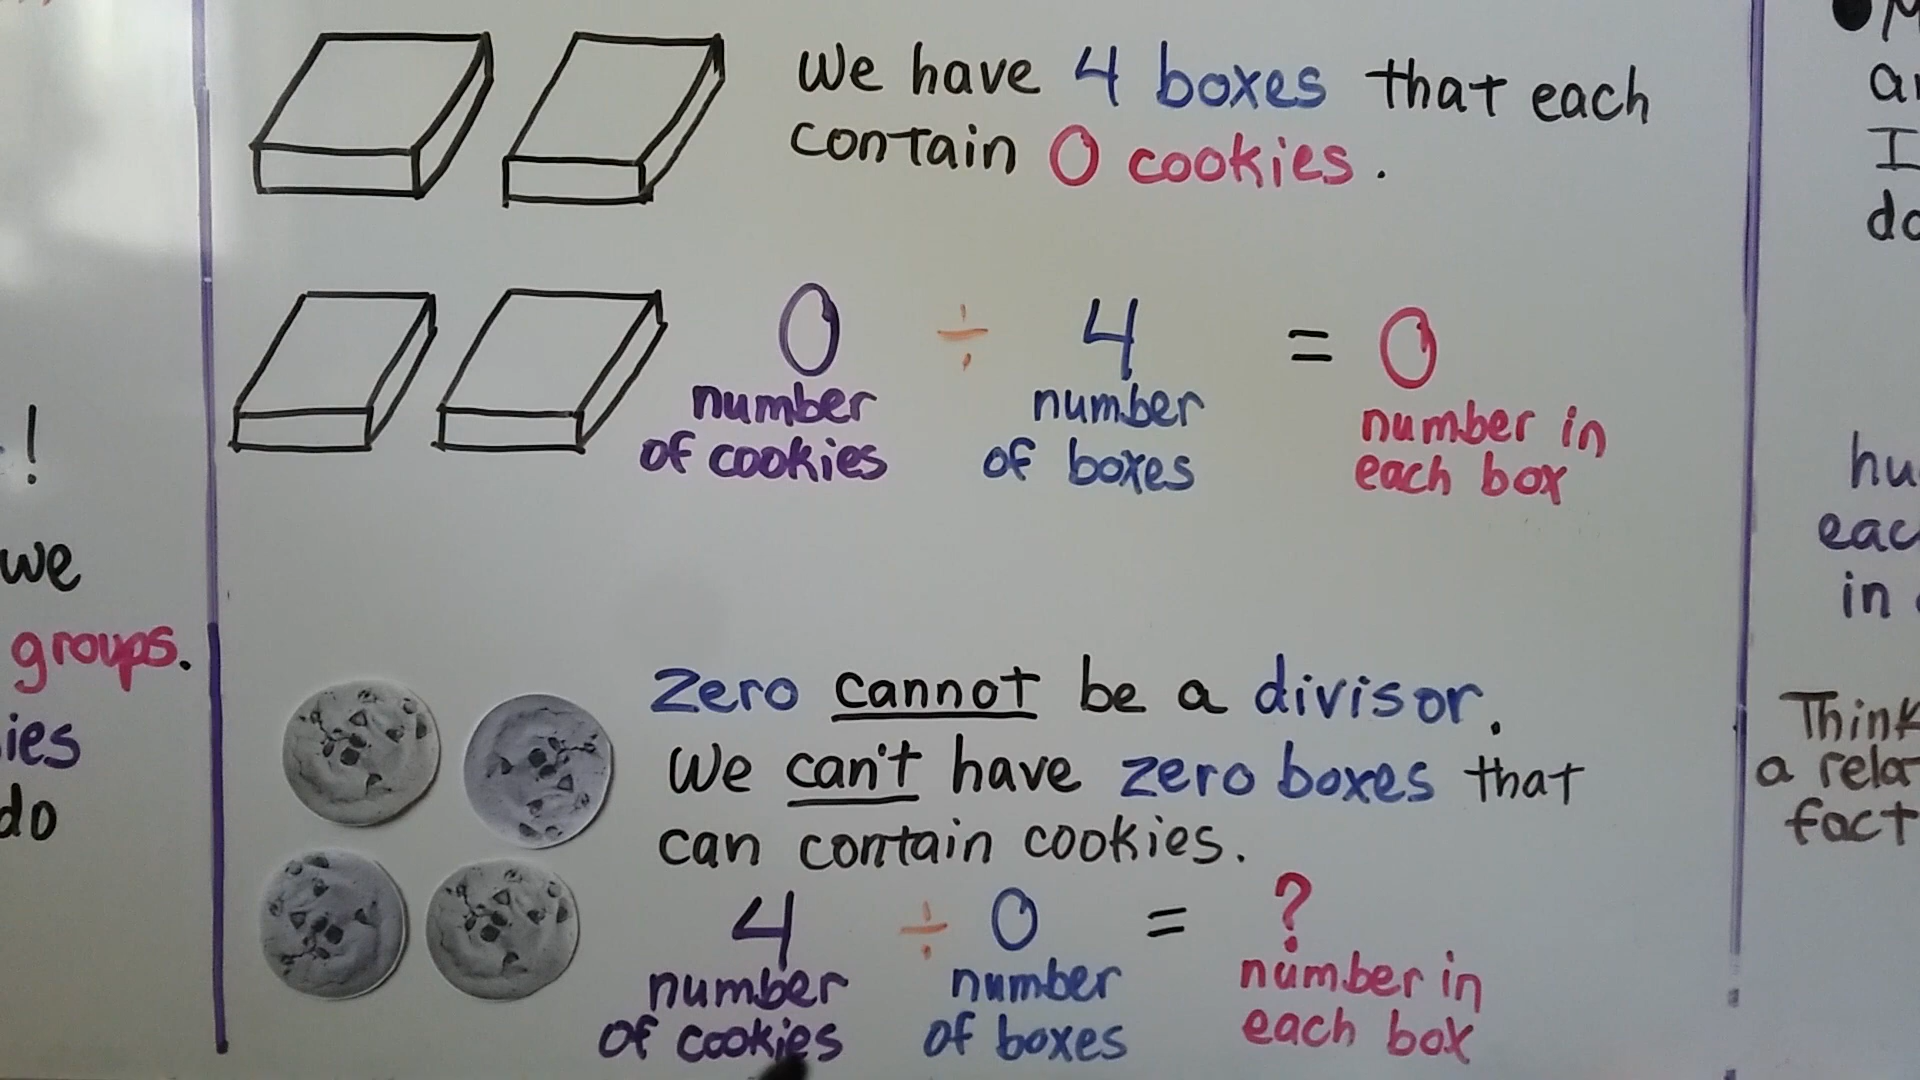 We have 4 boxes that each
contain 0 cookies.
0 ÷ 4 = 0
number of cookies
number of boxes
number in each box
Zero cannot be a divisor.
We can't have zero boxes that
can contain cookies.
4 ÷ 0 = ?
number of cookies
number of boxes
number in each box
!
we
groups.
ies
do
I
do
in
Think
a
fact